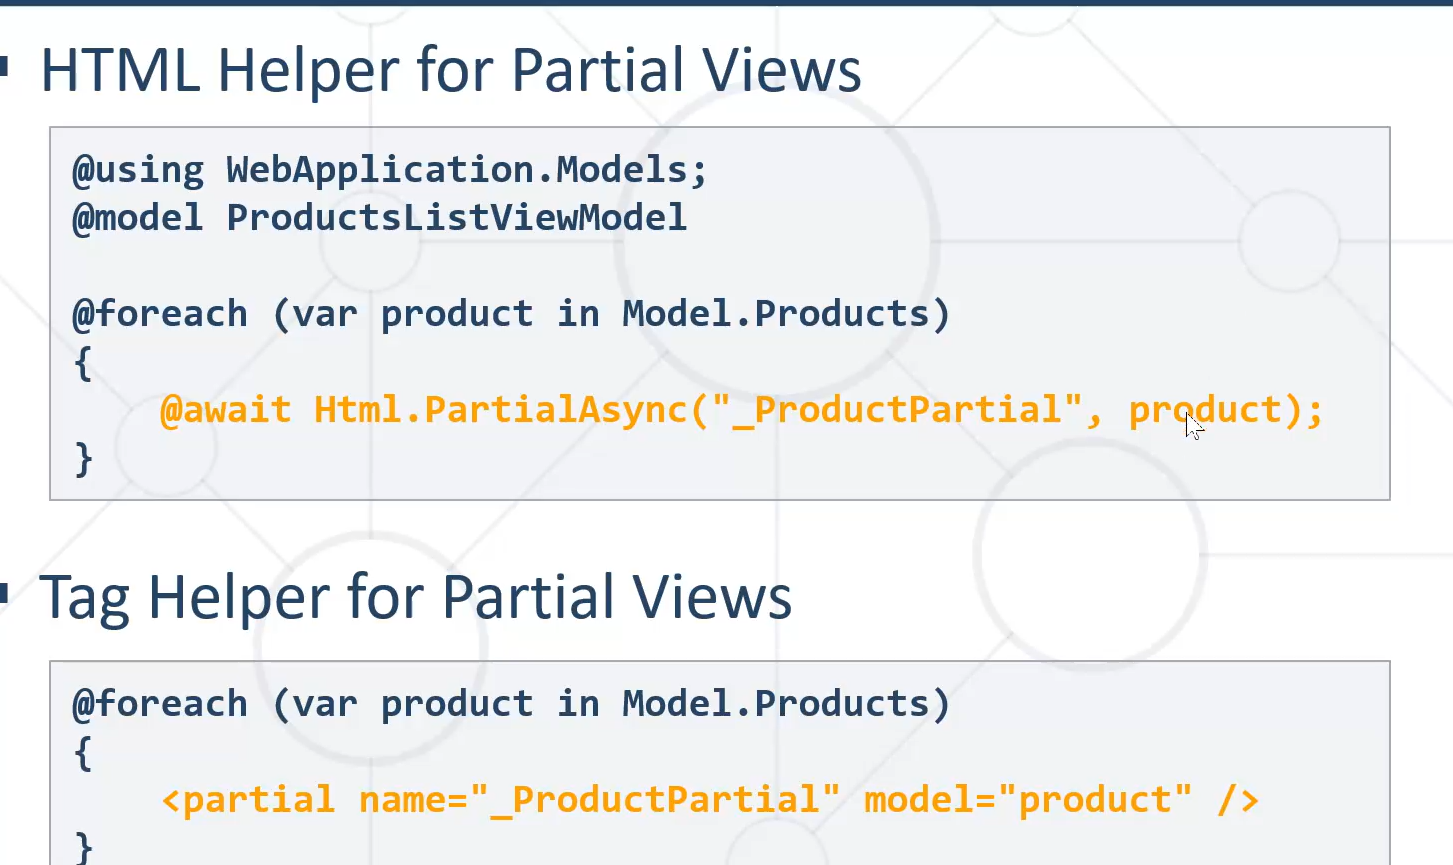 HTML Helper for Partial Views
@using WebApplication.Models;
@model ProductsListViewModel
@foreach (var product in Model.Products)
{
@await Html.PartialAsync("_ProductPartial", product);
}
Tag Helper for Partial Views
@foreach (var product in Model.Products)
{
<partial name="_ProductPartial" model="product" />
}